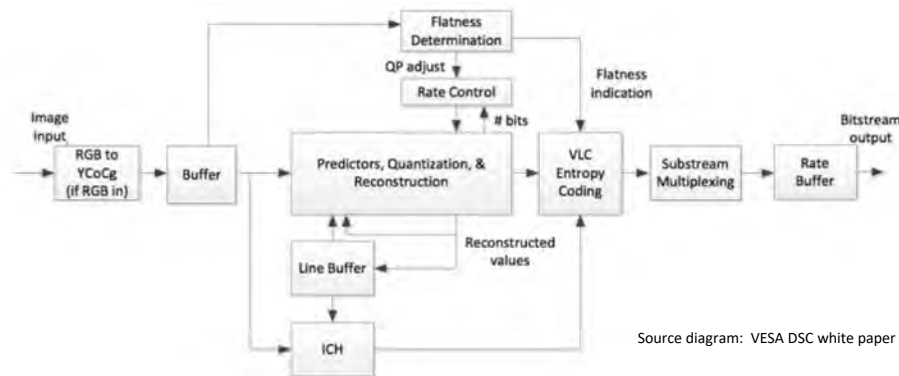 Flatness
Determination
QP adjust
Flatness
indication
Rate Control
# bits
Image
input
RGB to
YCoCg
(if RGB in)
Buffer
Predictors, Quantization, &
Reconstruction
VLC
Entropy
Coding
Substream
Multiplexing
Rate
Buffer
Bitstream
output
Reconstructed
values
Line Buffer
ICH
Source diagram: VESA DSC white paper